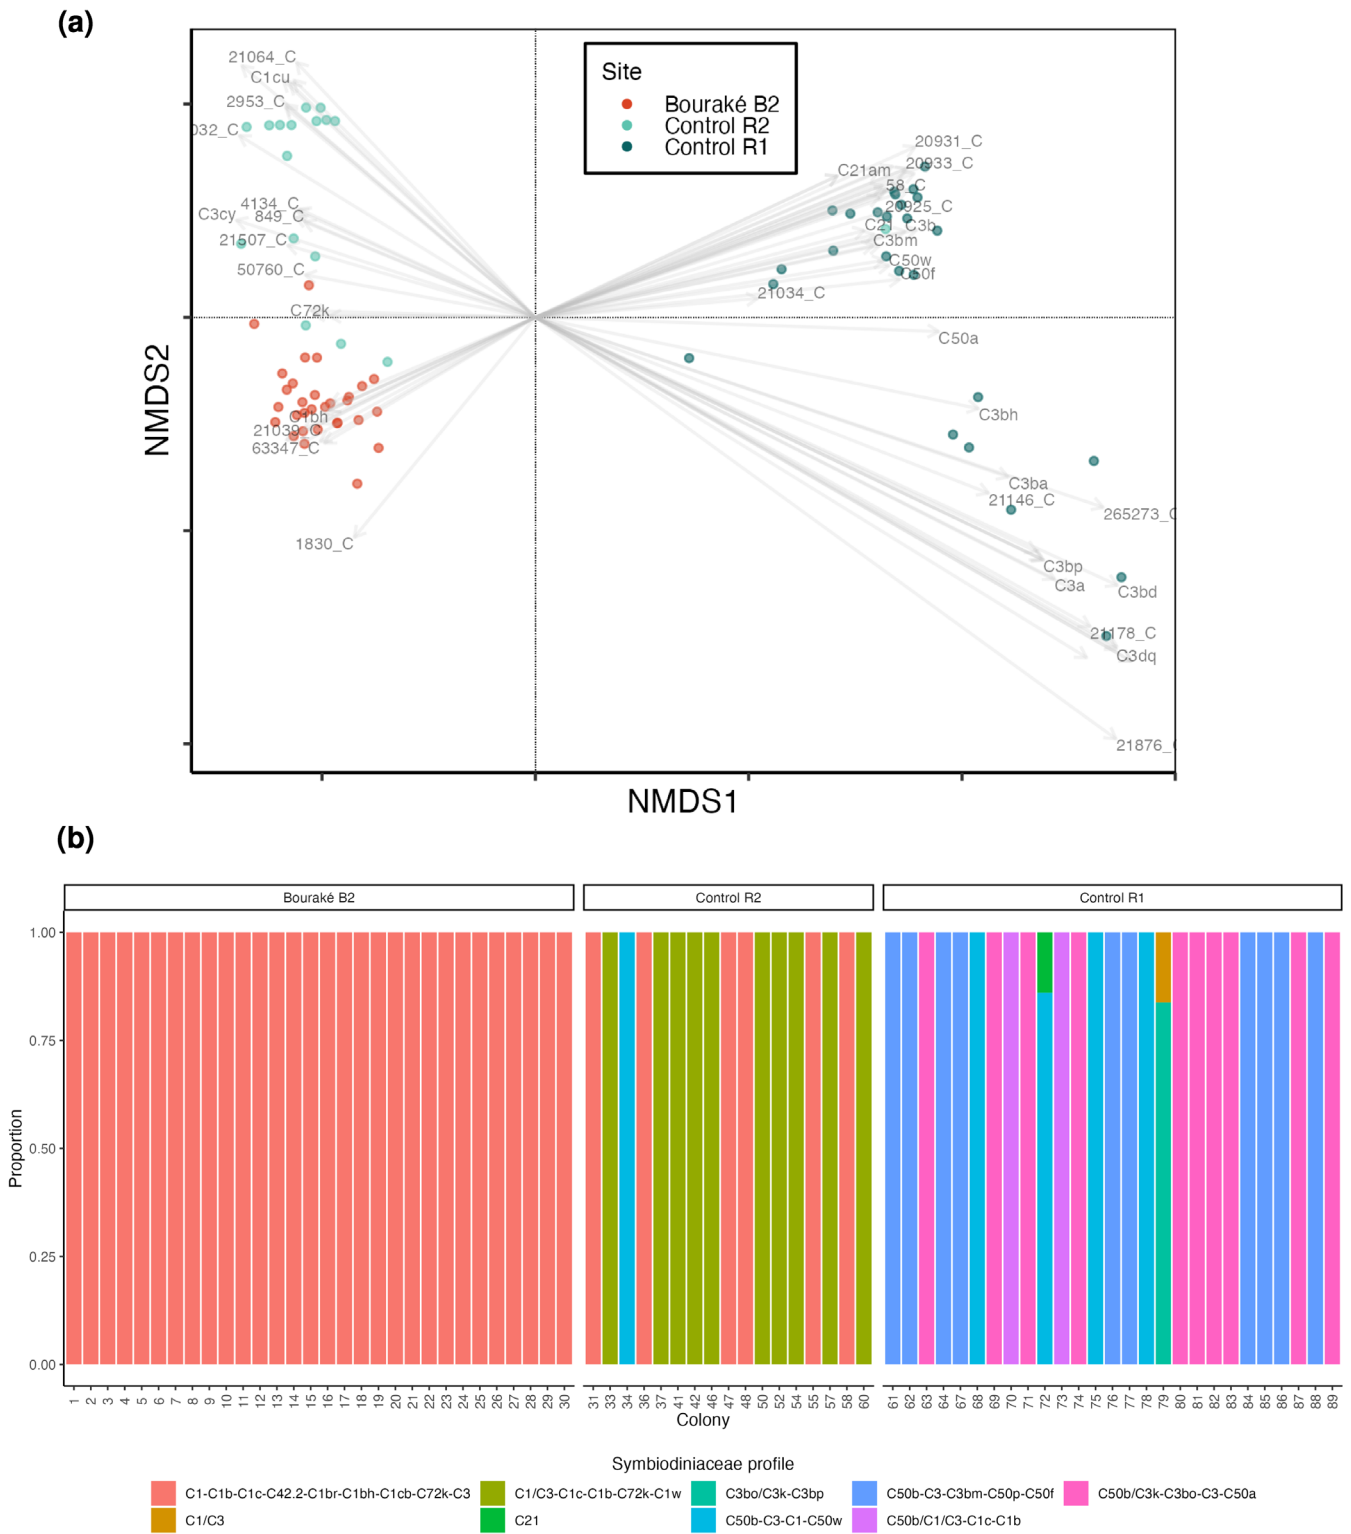 (a)
21064_C
C1cu
2953_C
032_C
4134_C
C3cy
849_C
21507_C
50760_C
C72k
C1bh
21039_C
63347_C
1830_C
Site
Bouraké B2
Control R2
Control R1
20931_C
20933_C
C21am
58_C
20925_C
C21
C3b
C3bm
C50w
C50f
21034_C
C50a
C3bh
C3ba
21146_C
265273_C
C3bp
C3a
C3bd
21178_C
C3dq
21876_C
NMDS2
NMDS1
(b)
Bouraké B2 Control R2 Control R1
1.00
0.75
0.50
0.25
0.00
Proportion
1 2 3 4 5 6 7 8 9 10 11 12 13 14 15 16 17 18 19 20 21 22 23 24 25 26 27 28 29 30 31 33 34 36 37 41 42 46 47 48 50 52 54 55 57 58 60 61 62 63 64 67 68 69 70 71 72 73 74 75 76 77 78 79 80 81 82 83 84 85 86 87 88 89
Colony
Symbiodiniaceae profile
C1-C1b-C1c-C42.2-C1br-C1bh-C1cb-C72k-C3 C1/C3-C1c-C1b-C72k-C1w C3bo/C3k-C3bp C50b-C3-C3bm-C50p-C50f C50b/C3k-C3bo-C3-C50a
C1/C3 C21 C50b-C3-C1-C50w C50b/C1/C3-C1c-C1b